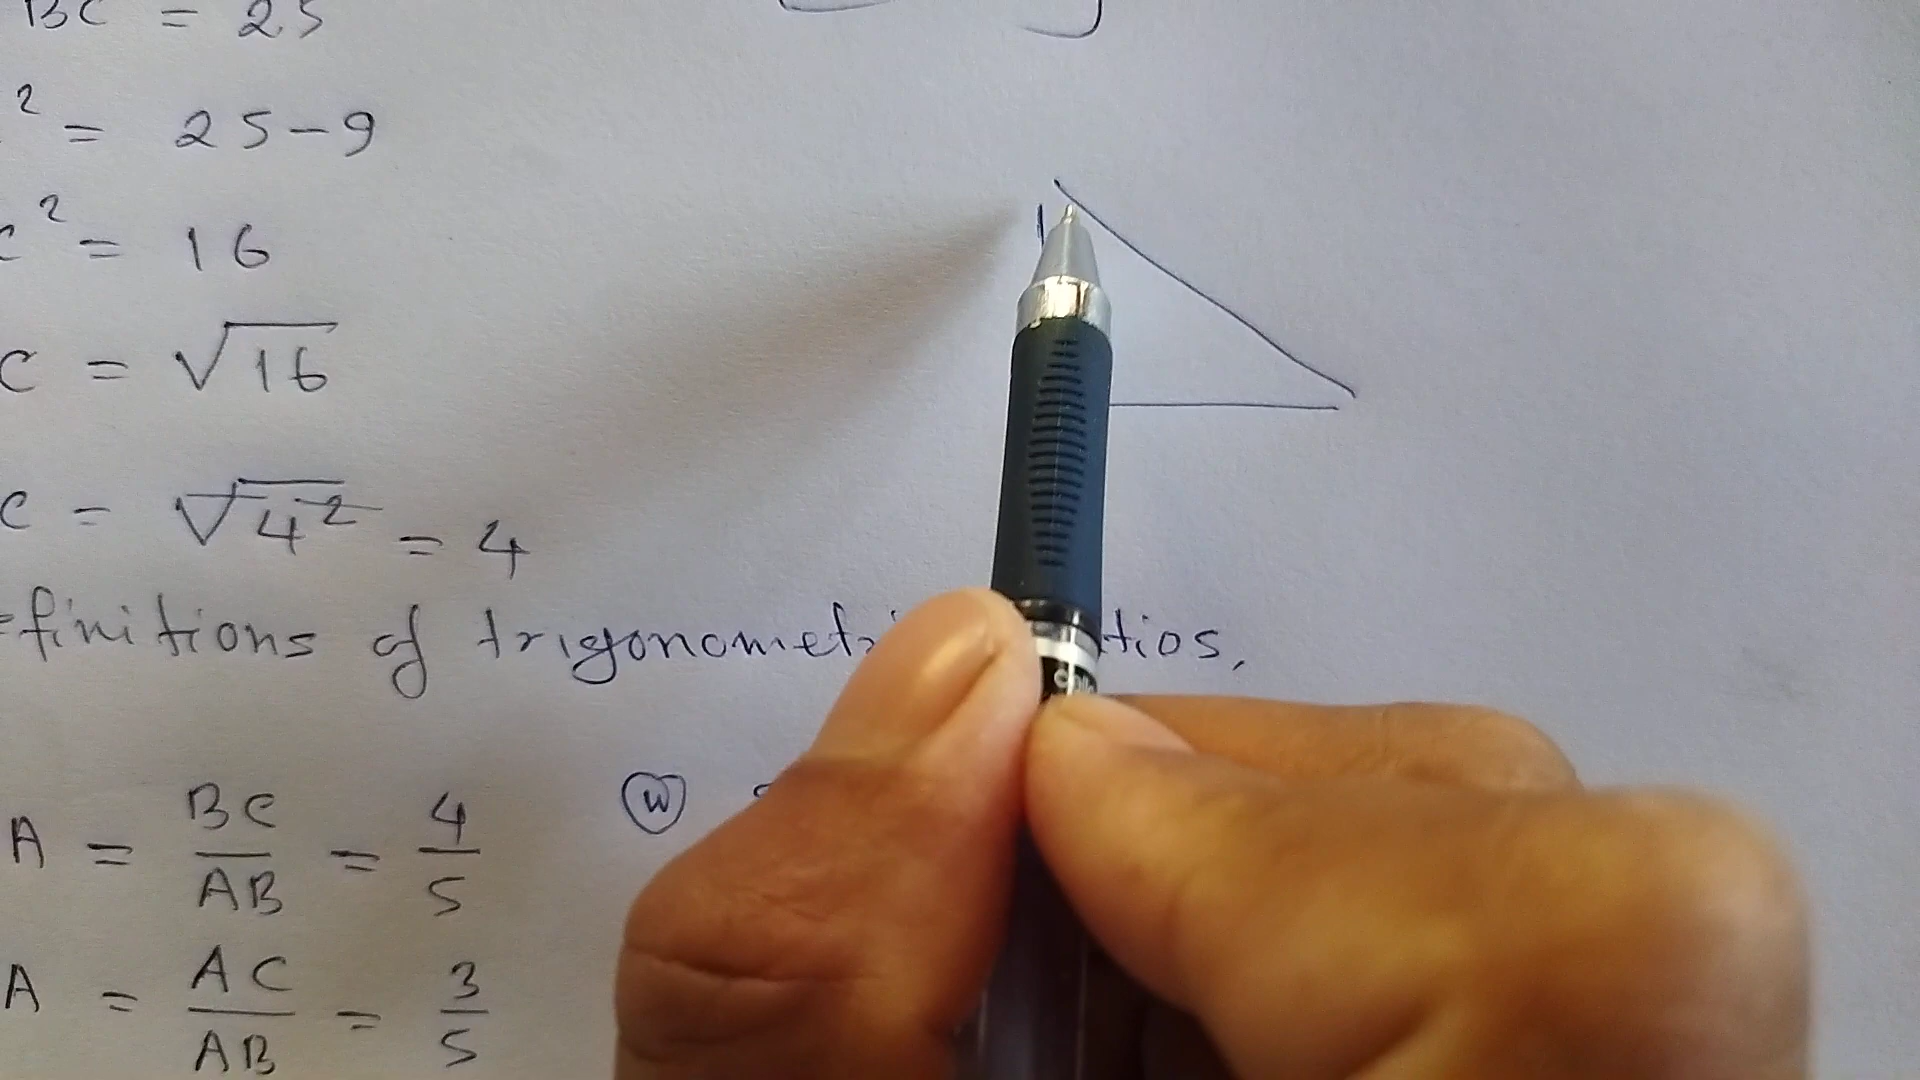 BC = 25
² = 25-9
c² = 16
C = √16
C = √4² = 4
finitions of trigonomet tios,
A = BC/AB = 4/5
A = AC/AB = 3/5